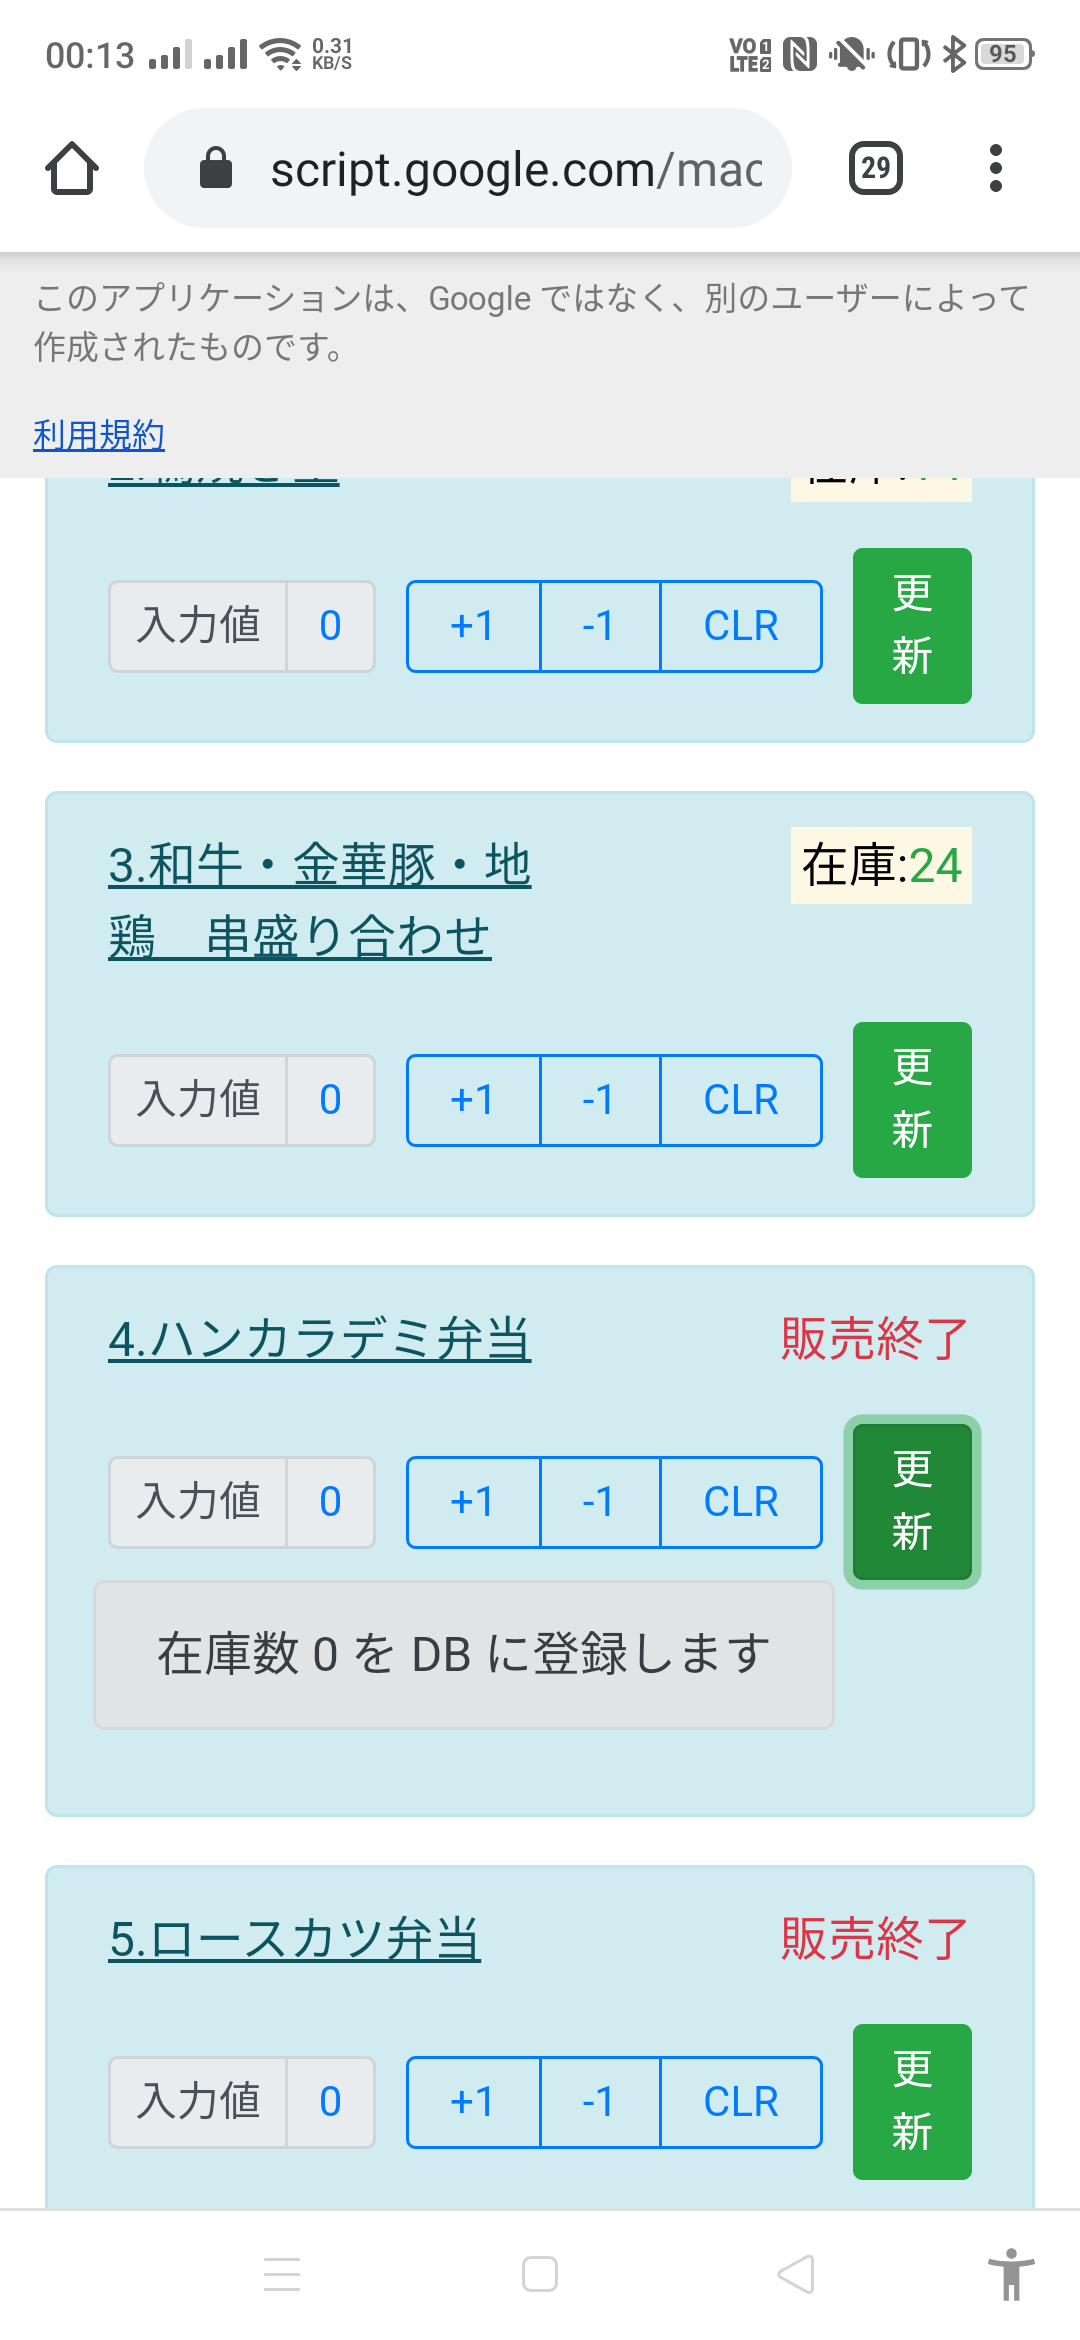 00:13
0.31
KB/S
VO 1
LTE 2
95
script.google.com/mac
29
このアプリケーションは、Google ではなく、別のユーザーによって
作成されたものです。
利用規約
入力値 0 +1 -1 CLR 更
新
3.和牛・金華豚・地
鶏　串盛り合わせ
在庫:24
入力値 0 +1 -1 CLR 更
新
4.ハンカラデミ弁当 販売終了
入力値 0 +1 -1 CLR 更
新
在庫数 0 を DB に登録します
5.ロースカツ弁当 販売終了
入力値 0 +1 -1 CLR 更
新